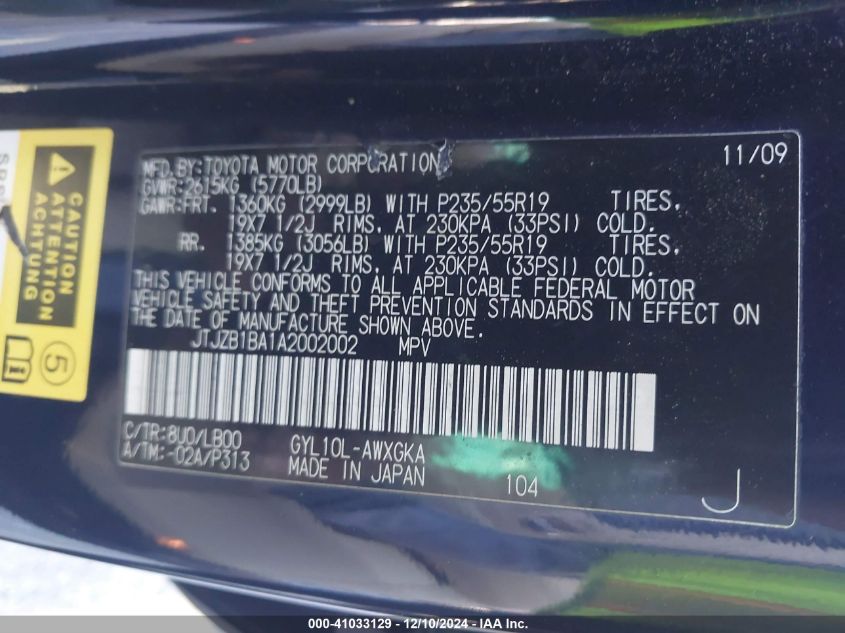 MFD.BY:TOYOTA MOTOR CORPORATION 11/09
GVWR:2615KG (5770LB)
GAWR:FRT. 1360KG (2999LB) WITH P235/55R19 TIRES,
19X7 1/2J RIMS, AT 230KPA (33PSI) COLD.
RR. 1385KG (3056LB) WITH P235/55R19 TIRES,
19X7 1/2J RIMS, AT 230KPA (33PSI) COLD.
THIS VEHICLE CONFORMS TO ALL APPLICABLE FEDERAL MOTOR
VEHICLE SAFETY AND THEFT PREVENTION STANDARDS IN EFFECT ON
THE DATE OF MANUFACTURE SHOWN ABOVE.
JTJZB1BA1A2002002 MPV
C/TR:8U0/LB00 GYL10L-AWXGKA
A/TM:-02A/P313 MADE IN JAPAN
104
J
CAUTION
ATTENTION
ACHTUNG
5
000-41033129 - 12/10/2024 - IAA Inc.